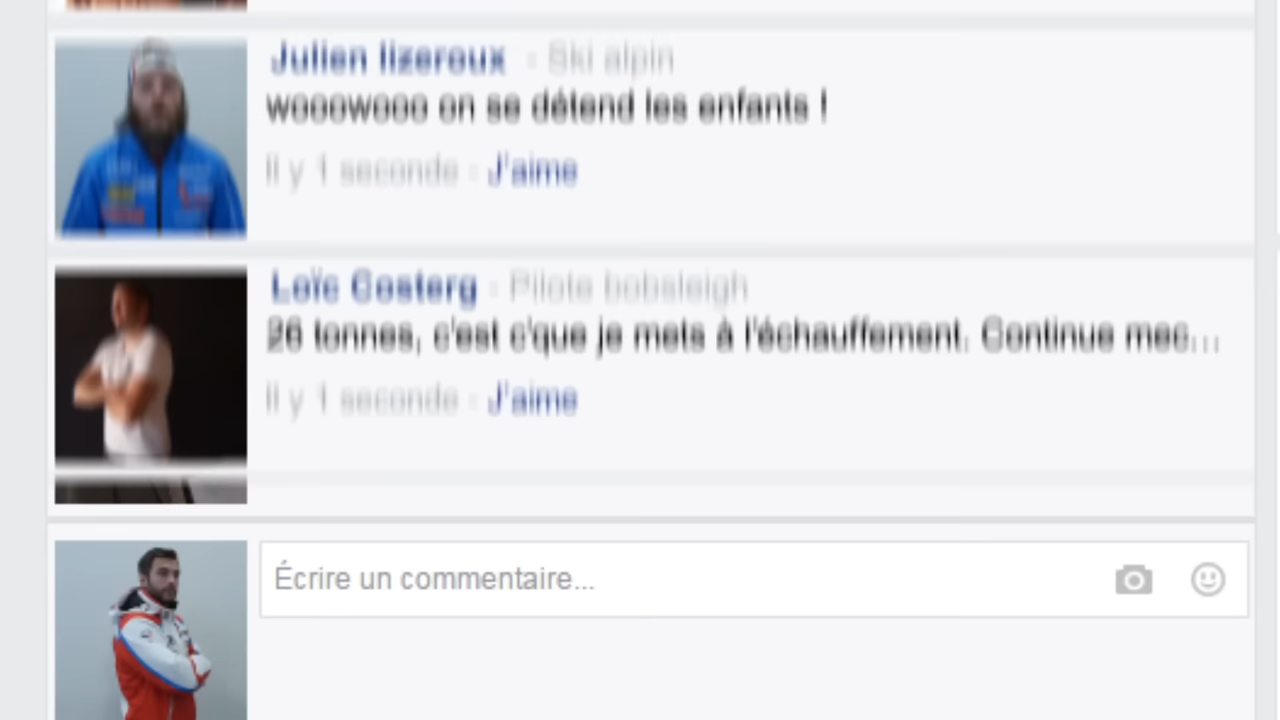 Julien lizeroux · Ski alpin
wooowooo on se détend les enfants !
Il y 1 seconde · J'aime
Loïc Costerg · Pilote bobsleigh
26 tonnes, c'est c'que je mets à l'échauffement. Continue mec...
Il y 1 seconde · J'aime
Écrire un commentaire...